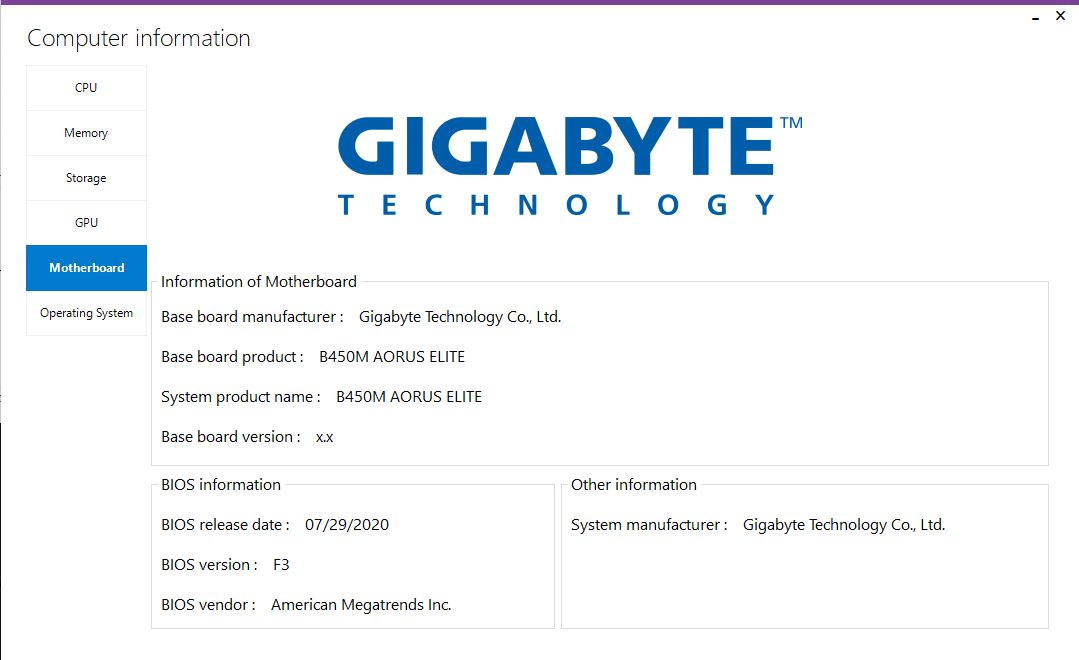 Computer information
CPU
Memory
Storage
GPU
Motherboard
Operating System
GIGABYTE™
TECHNOLOGY
Information of Motherboard
Base board manufacturer : Gigabyte Technology Co., Ltd.
Base board product : B450M AORUS ELITE
System product name : B450M AORUS ELITE
Base board version : x.x
BIOS information
BIOS release date : 07/29/2020
BIOS version : F3
BIOS vendor : American Megatrends Inc.
Other information
System manufacturer : Gigabyte Technology Co., Ltd.